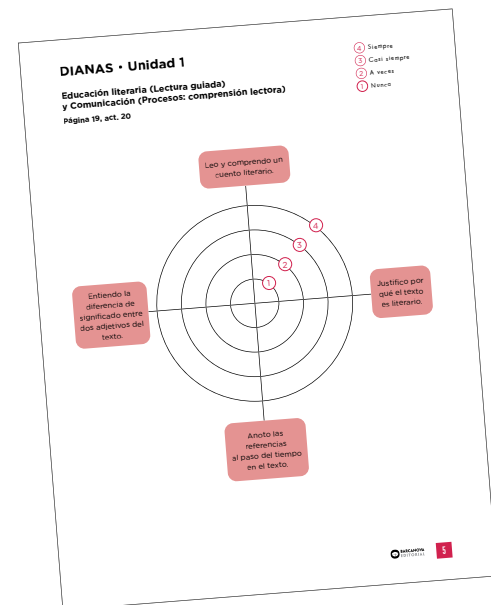 DIANAS · Unidad 1
Educación literaria (Lectura guiada)
y Comunicación (Procesos: comprensión lectora)
Página 19, act. 20
4 Siempre
3 Casi siempre
2 A veces
1 Nunca
Leo y comprendo un
cuento literario.
4
3
2
1
Entiendo la
diferencia de
significado entre
dos adjetivos del
texto.
Justifico por
qué el texto
es literario.
Anoto las
referencias
al paso del tiempo
en el texto.
BARCANOVA
EDITORIAL
5